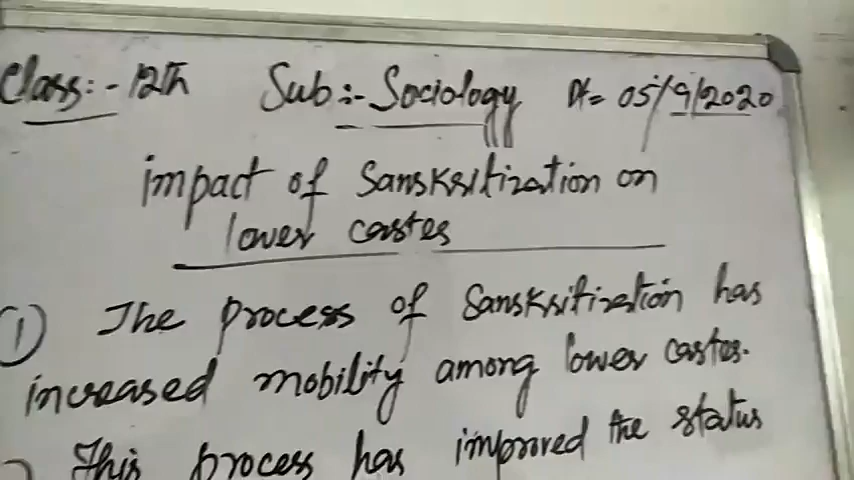 Class:- 12th Sub:- Sociology Dt= 05/9/2020
impact of Sanskritization on
lower castes
1) The process of Sanskritization has
increased mobility among lower castes.
This process has improved the status